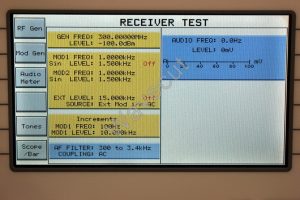 RECEIVER TEST
RF Gen
Mod Gen
Audio Meter
Tones
Scope /Bar
GEN FREQ: 300.00000MHz
LEVEL: -100.0dBm
MOD1 FREQ: 1.0000kHz
Sin LEVEL: 1.500kHz Off
MOD2 FREQ: 1.0000kHz
Sin LEVEL: 1.500kHz Off
EXT LEVEL: 15.000kHz Off
SOURCE: Ext Mod in AC
Increments
MOD1 FREQ: 100Hz
MOD1 LEVEL: 10.000kHz
AF FILTER: 300 to 3.4kHz
COUPLING: AC
AUDIO FREQ: 0.0Hz
LEVEL: 0mV
0 20 40 60 80 100
mV